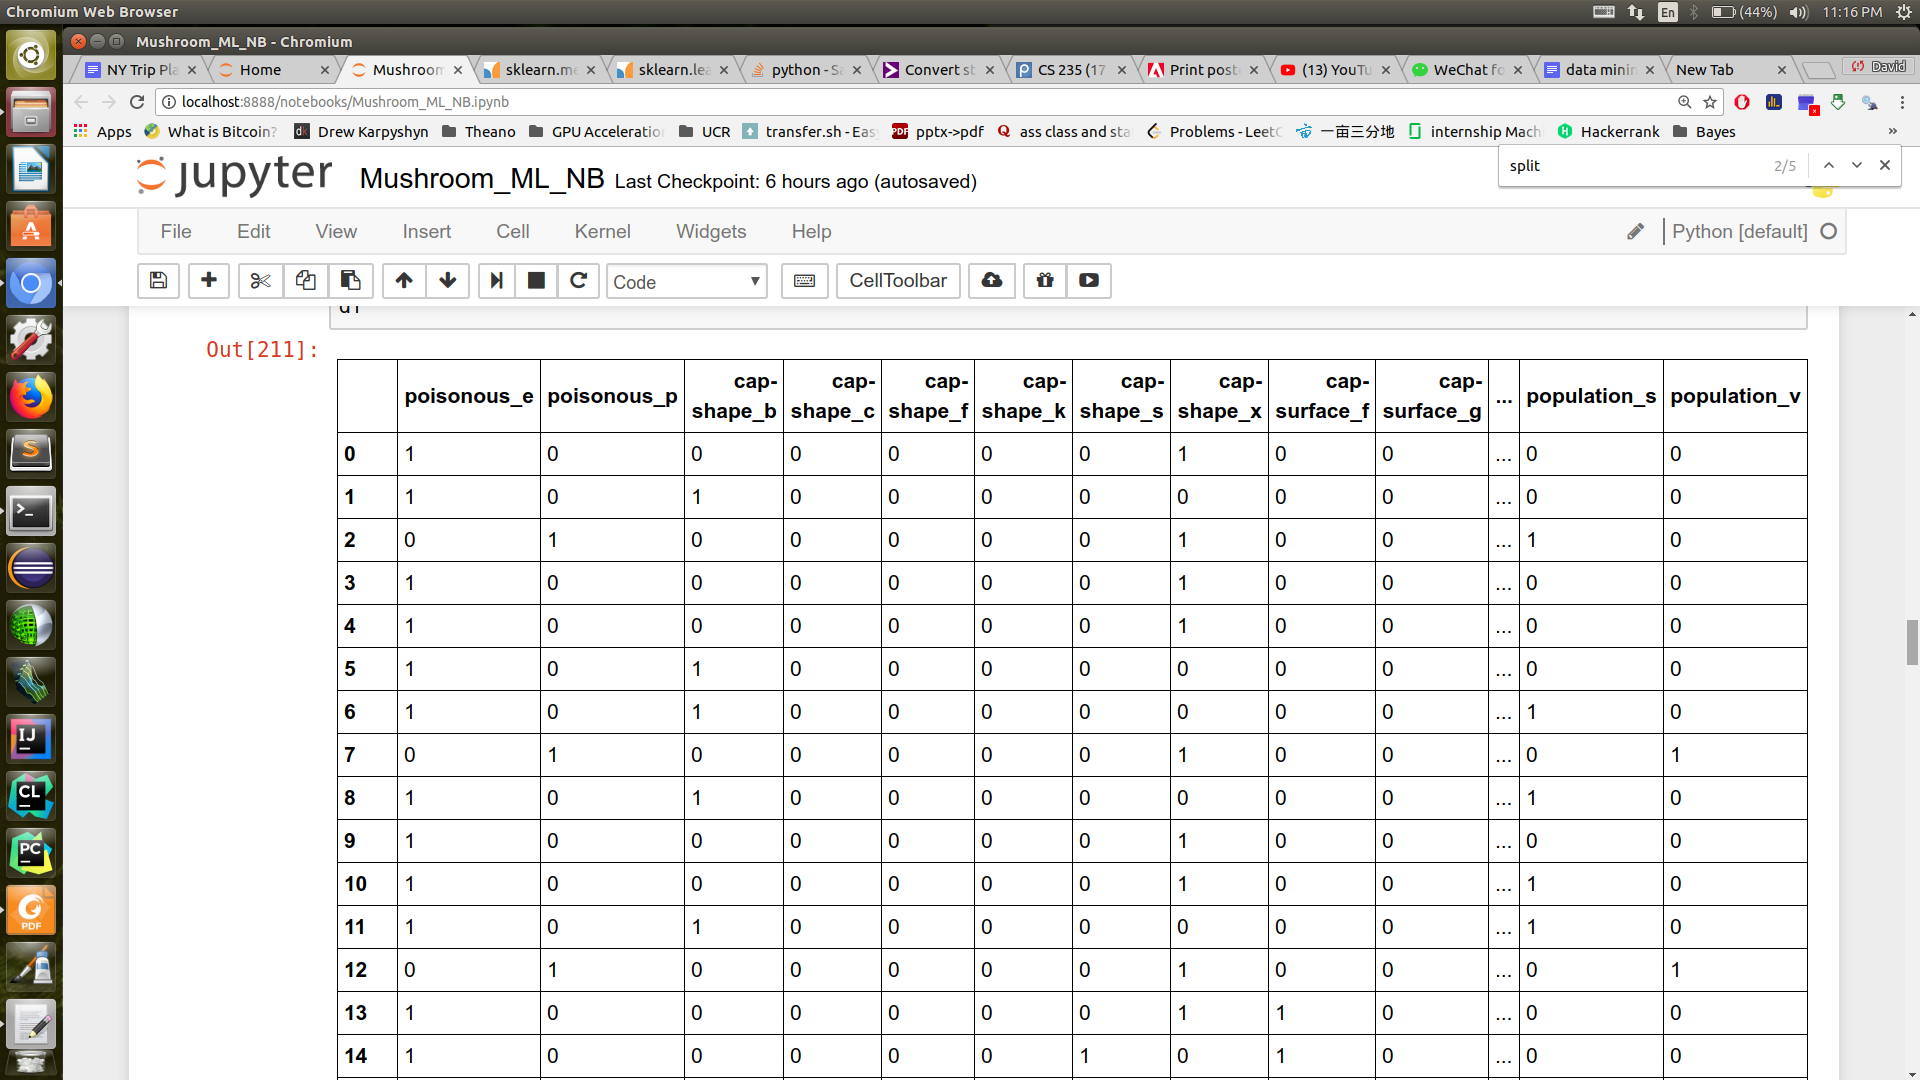 Chromium Web Browser
En
(44%)
11:16 PM
Mushroom_ML_NB - Chromium
NY Trip Pla
Home
Mushroom
sklearn.me
sklearn.lea
python - Sa
Convert st
CS 235 (17
Print post
(13) YouTu
WeChat fo
data minin
New Tab
David
localhost:8888/notebooks/Mushroom_ML_NB.ipynb
Apps
What is Bitcoin?
dk
Drew Karpyshyn
Theano
GPU Acceleratio
UCR
transfer.sh - Eas
PDF
pptx->pdf
ass class and sta
Problems - LeetC
一亩三分地
internship Mach
Hackerrank
Bayes
»
split
2/5
jupyter
Mushroom_ML_NB
Last Checkpoint: 6 hours ago (autosaved)
File
Edit
View
Insert
Cell
Kernel
Widgets
Help
Python [default]
Code
CellToolbar
Out[211]:
poisonous_e poisonous_p cap-shape_b cap-shape_c cap-shape_f cap-shape_k cap-shape_s cap-shape_x cap-surface_f cap-surface_g ... population_s population_v
0 1 0 0 0 0 0 0 1 0 0 ... 0 0
1 1 0 1 0 0 0 0 0 0 0 ... 0 0
2 0 1 0 0 0 0 0 1 0 0 ... 1 0
3 1 0 0 0 0 0 0 1 0 0 ... 0 0
4 1 0 0 0 0 0 0 1 0 0 ... 0 0
5 1 0 1 0 0 0 0 0 0 0 ... 0 0
6 1 0 1 0 0 0 0 0 0 0 ... 1 0
7 0 1 0 0 0 0 0 1 0 0 ... 0 1
8 1 0 1 0 0 0 0 0 0 0 ... 1 0
9 1 0 0 0 0 0 0 1 0 0 ... 0 0
10 1 0 0 0 0 0 0 1 0 0 ... 1 0
11 1 0 1 0 0 0 0 0 0 0 ... 1 0
12 0 1 0 0 0 0 0 1 0 0 ... 0 1
13 1 0 0 0 0 0 0 1 1 0 ... 0 0
14 1 0 0 0 0 0 1 0 1 0 ... 0 0
IJ
CL
PC
PDF